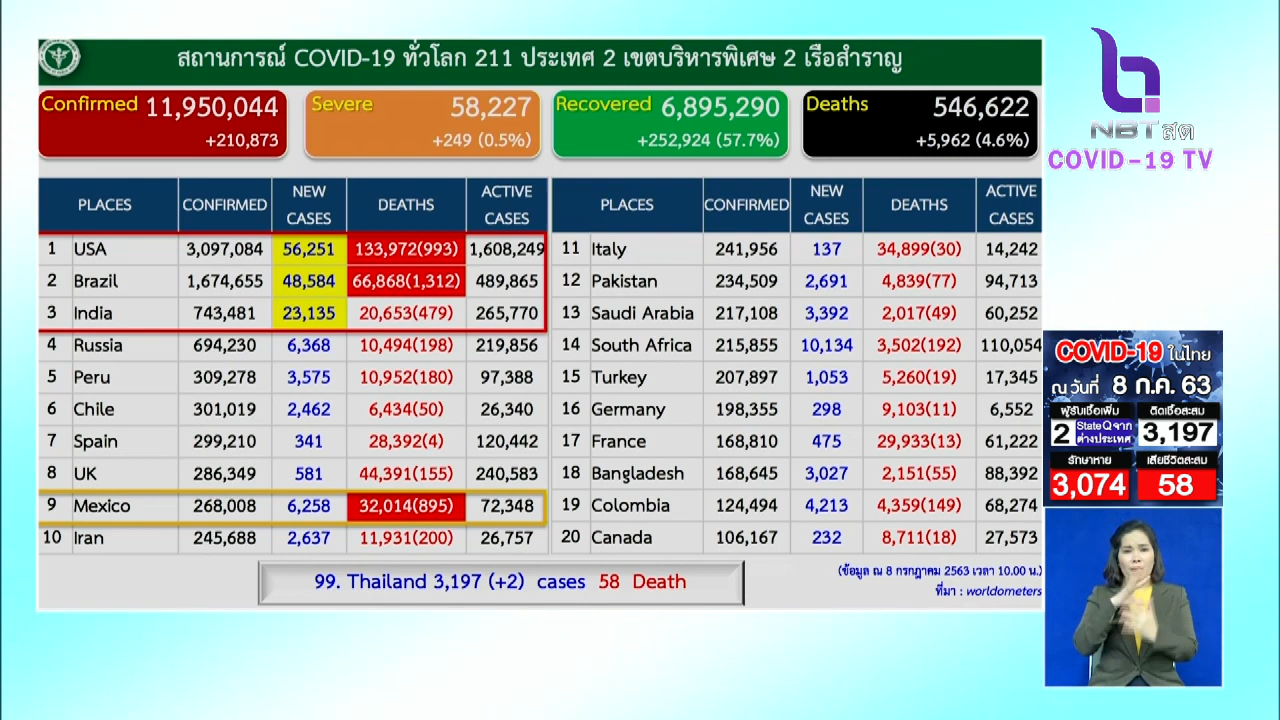 สถานการณ์ COVID-19 ทั่วโลก 211 ประเทศ 2 เขตบริหารพิเศษ 2 เรือสำราญ
Confirmed 11,950,044
+210,873
Severe 58,227
+249 (0.5%)
Recovered 6,895,290
+252,924 (57.7%)
Deaths 546,622
+5,962 (4.6%)
PLACES CONFIRMED NEW CASES DEATHS ACTIVE CASES
1 USA 3,097,084 56,251 133,972(993) 1,608,249
2 Brazil 1,674,655 48,584 66,868(1,312) 489,865
3 India 743,481 23,135 20,653(479) 265,770
4 Russia 694,230 6,368 10,494(198) 219,856
5 Peru 309,278 3,575 10,952(180) 97,388
6 Chile 301,019 2,462 6,434(50) 26,340
7 Spain 299,210 341 28,392(4) 120,442
8 UK 286,349 581 44,391(155) 240,583
9 Mexico 268,008 6,258 32,014(895) 72,348
10 Iran 245,688 2,637 11,931(200) 26,757
PLACES CONFIRMED NEW CASES DEATHS ACTIVE CASES
11 Italy 241,956 137 34,899(30) 14,242
12 Pakistan 234,509 2,691 4,839(77) 94,713
13 Saudi Arabia 217,108 3,392 2,017(49) 60,252
14 South Africa 215,855 10,134 3,502(192) 110,054
15 Turkey 207,897 1,053 5,260(19) 17,345
16 Germany 198,355 298 9,103(11) 6,552
17 France 168,810 475 29,933(13) 61,222
18 Bangladesh 168,645 3,027 2,151(55) 88,392
19 Colombia 124,494 4,213 4,359(149) 68,274
20 Canada 106,167 232 8,711(18) 27,573
99. Thailand 3,197 (+2) cases 58 Death
(ข้อมูล ณ 8 กรกฎาคม 2563 เวลา 10.00 น.)
ที่มา : worldometers
NBT สด
COVID-19 TV
COVID-19 ในไทย
ณ วันที่ 8 ก.ค. 63
ผู้รับเชื้อเพิ่ม ติดเชื้อสะสม
2 State Q จากต่างประเทศ 3,197
รักษาหาย เสียชีวิตสะสม
3,074 58